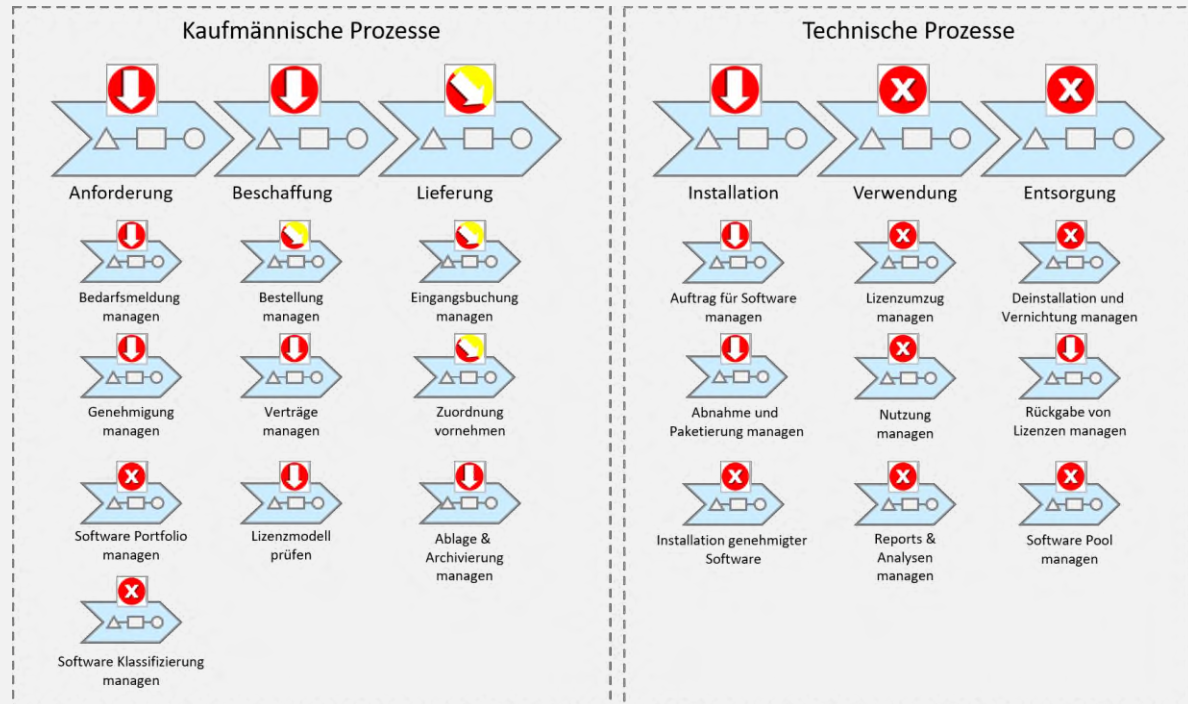 Kaufmännische Prozesse
Anforderung
Beschaffung
Lieferung
Bedarfsmeldung
managen
Bestellung
managen
Eingangsbuchung
managen
Genehmigung
managen
Verträge
managen
Zuordnung
vornehmen
Software Portfolio
managen
Lizenzmodell
prüfen
Ablage &
Archivierung
managen
Software Klassifizierung
managen
Technische Prozesse
Installation
Verwendung
Entsorgung
Auftrag für Software
managen
Lizenzumzug
managen
Deinstallation und
Vernichtung managen
Abnahme und
Paketierung managen
Nutzung
managen
Rückgabe von
Lizenzen managen
Installation genehmigter
Software
Reports &
Analysen
managen
Software Pool
managen